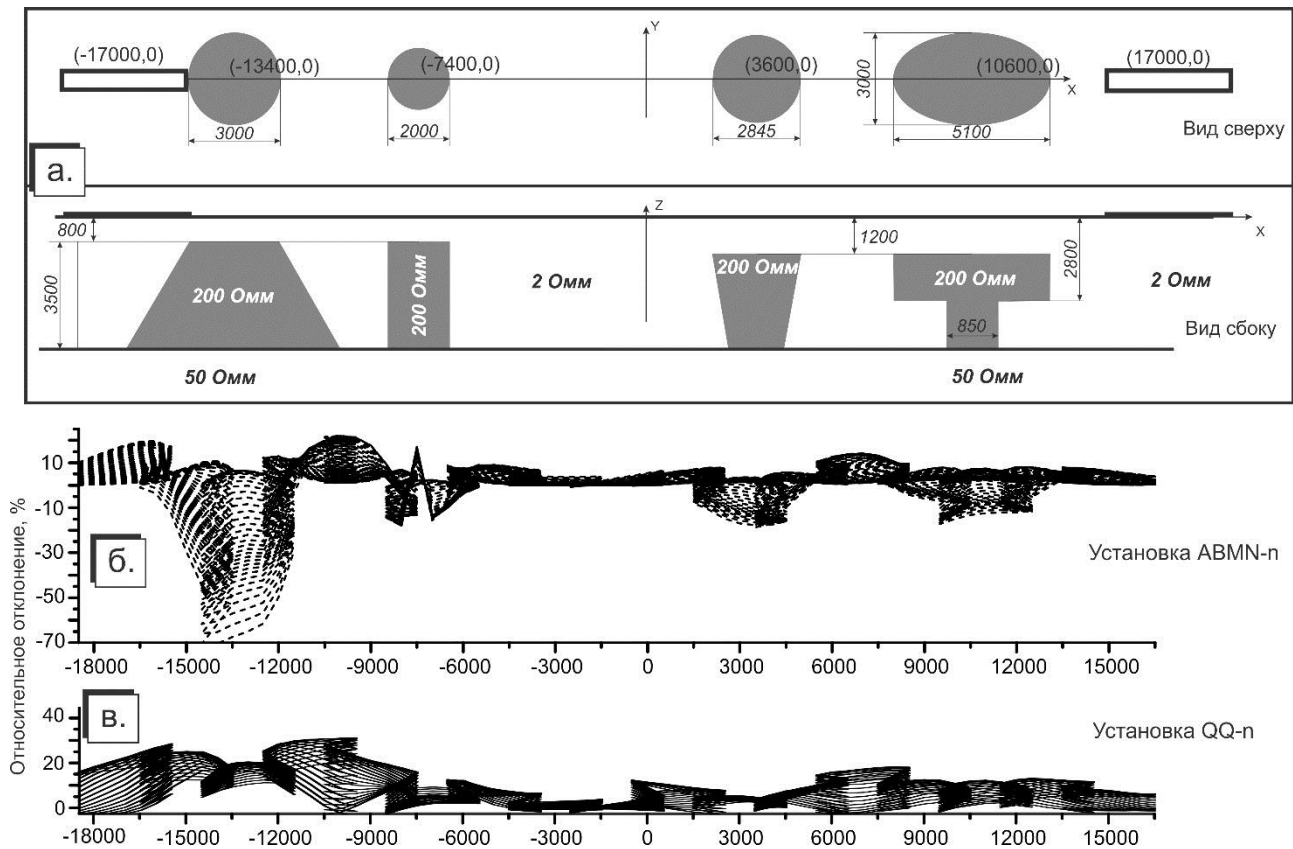 Y
(-17000,0)
(-13400,0)
(-7400,0)
(3600,0)
(10600,0)
(17000,0)
X
3000
3000
2000
2845
5100
Вид сверху
а.
Z
X
800
1200
2800
3500
200 Омм
200 Омм
2 Омм
200 Омм
200 Омм
2 Омм
850
Вид сбоку
50 Омм
50 Омм
Относительное отклонение, %
10
-10
-30
-50
-70
б.
Установка ABMN-n
-18000 -15000 -12000 -9000 -6000 -3000 0 3000 6000 9000 12000 15000
в.
Установка QQ-n
40
20
0
-18000 -15000 -12000 -9000 -6000 -3000 0 3000 6000 9000 12000 15000